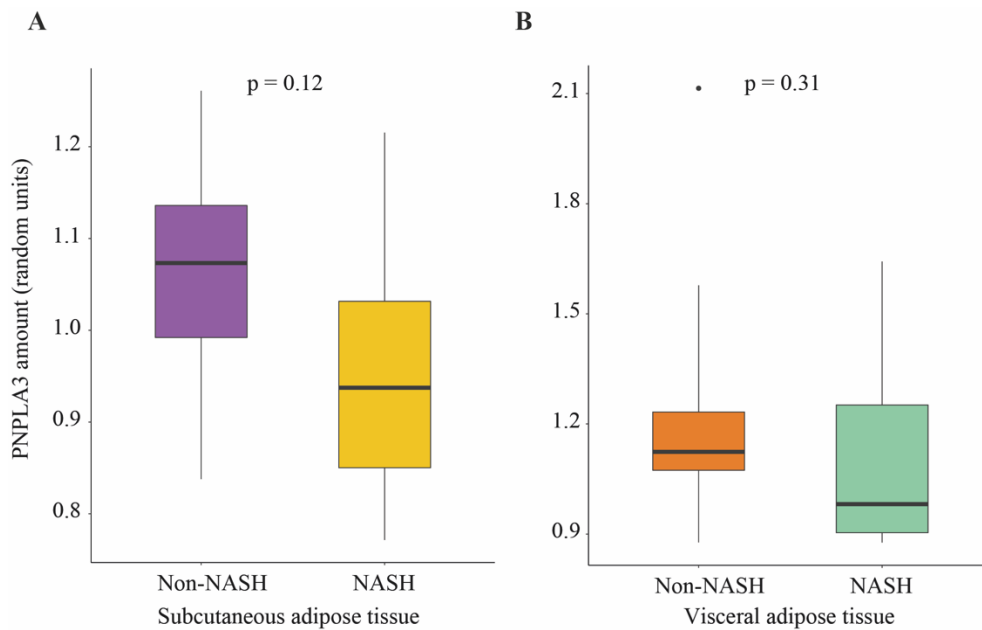 A
B
p = 0.12
p = 0.31
PNPLA3 amount (random units)
1.2
1.1
1.0
0.9
0.8
2.1
1.8
1.5
1.2
0.9
Non-NASH
NASH
Subcutaneous adipose tissue
Non-NASH
NASH
Visceral adipose tissue